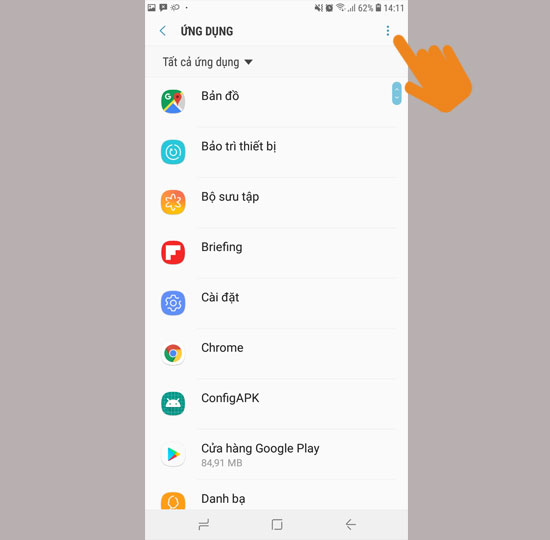 62% 14:11
ỨNG DỤNG
Tất cả ứng dụng
Bản đồ
Bảo trì thiết bị
Bộ sưu tập
Briefing
Cài đặt
Chrome
ConfigAPK
Cửa hàng Google Play
84,91 MB
Danh bạ